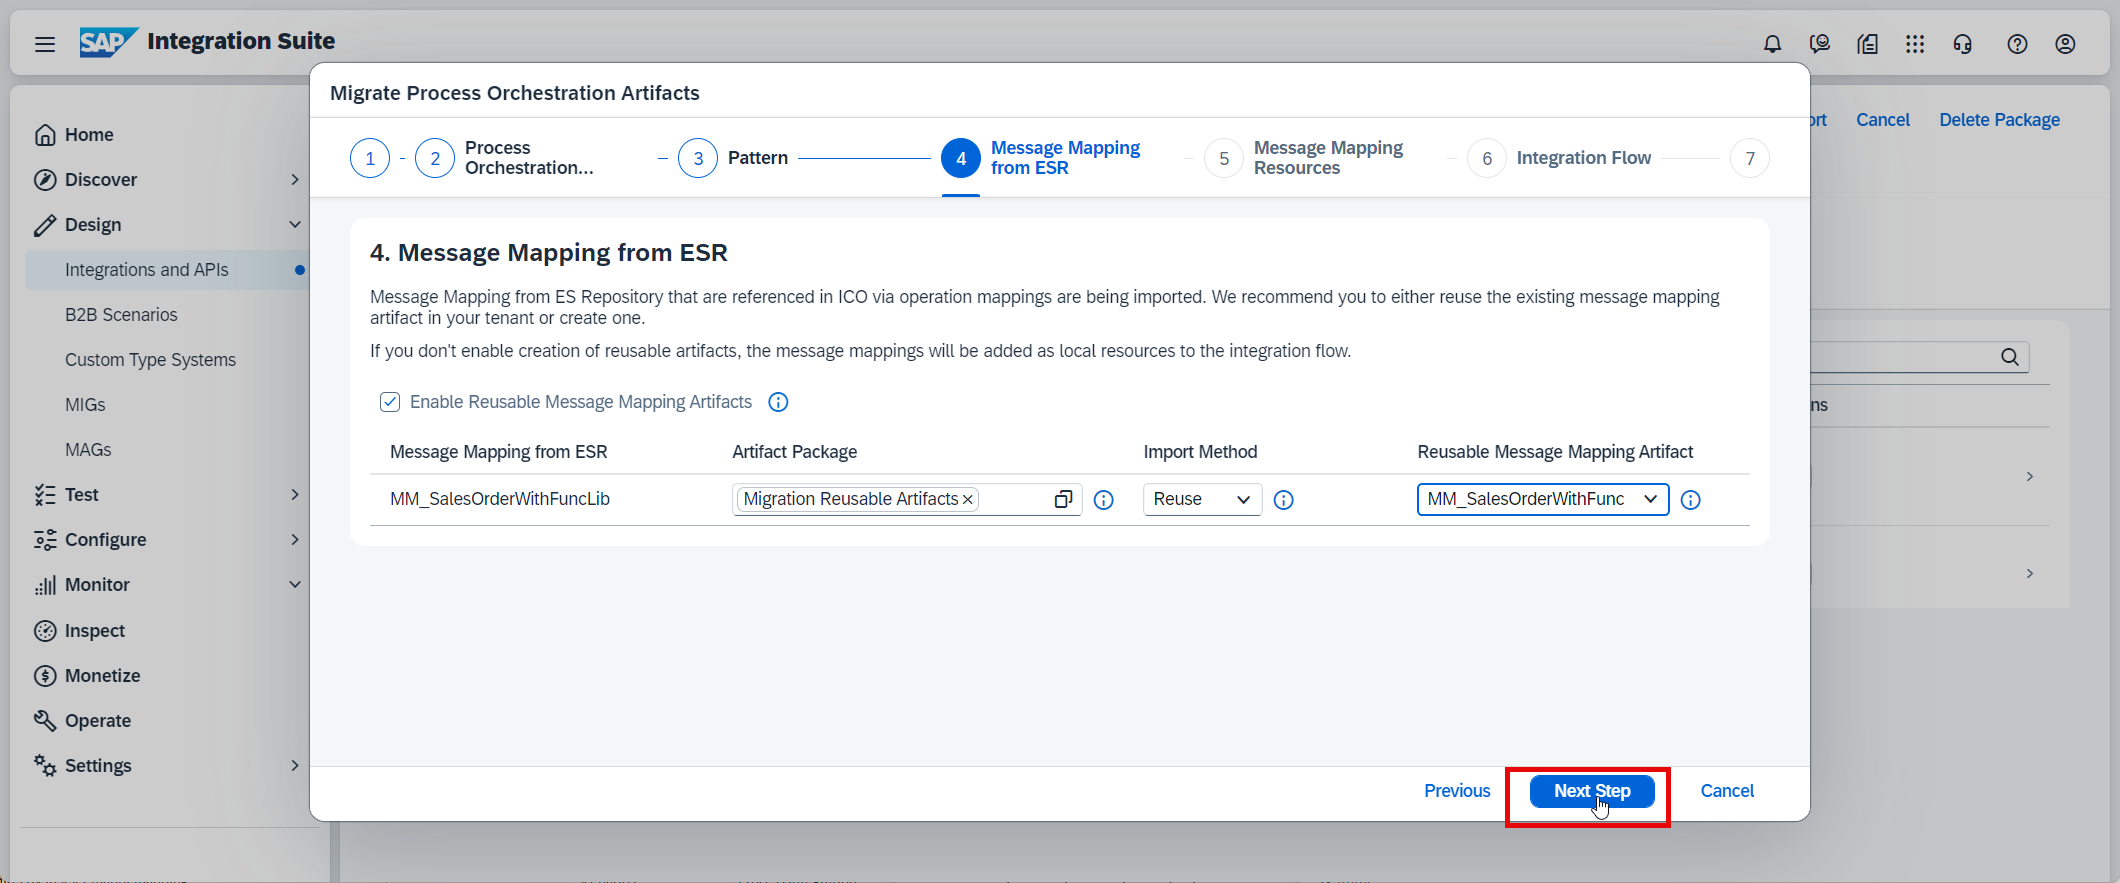 SAP Integration Suite
Migrate Process Orchestration Artifacts
Home
Discover
Design
Integrations and APIs
B2B Scenarios
Custom Type Systems
MIGs
MAGs
Test
Configure
Monitor
Inspect
Monetize
Operate
Settings
Cancel Delete Package
1 - 2 Process Orchestration... 3 Pattern 4 Message Mapping from ESR 5 Message Mapping Resources 6 Integration Flow 7
4. Message Mapping from ESR
Message Mapping from ES Repository that are referenced in ICO via operation mappings are being imported. We recommend you to either reuse the existing message mapping
artifact in your tenant or create one.
If you don't enable creation of reusable artifacts, the message mappings will be added as local resources to the integration flow.
Enable Reusable Message Mapping Artifacts
Message Mapping from ESR Artifact Package Import Method Reusable Message Mapping Artifact
MM_SalesOrderWithFuncLib Migration Reusable Artifacts Reuse MM_SalesOrderWithFunc
Previous Next Step Cancel